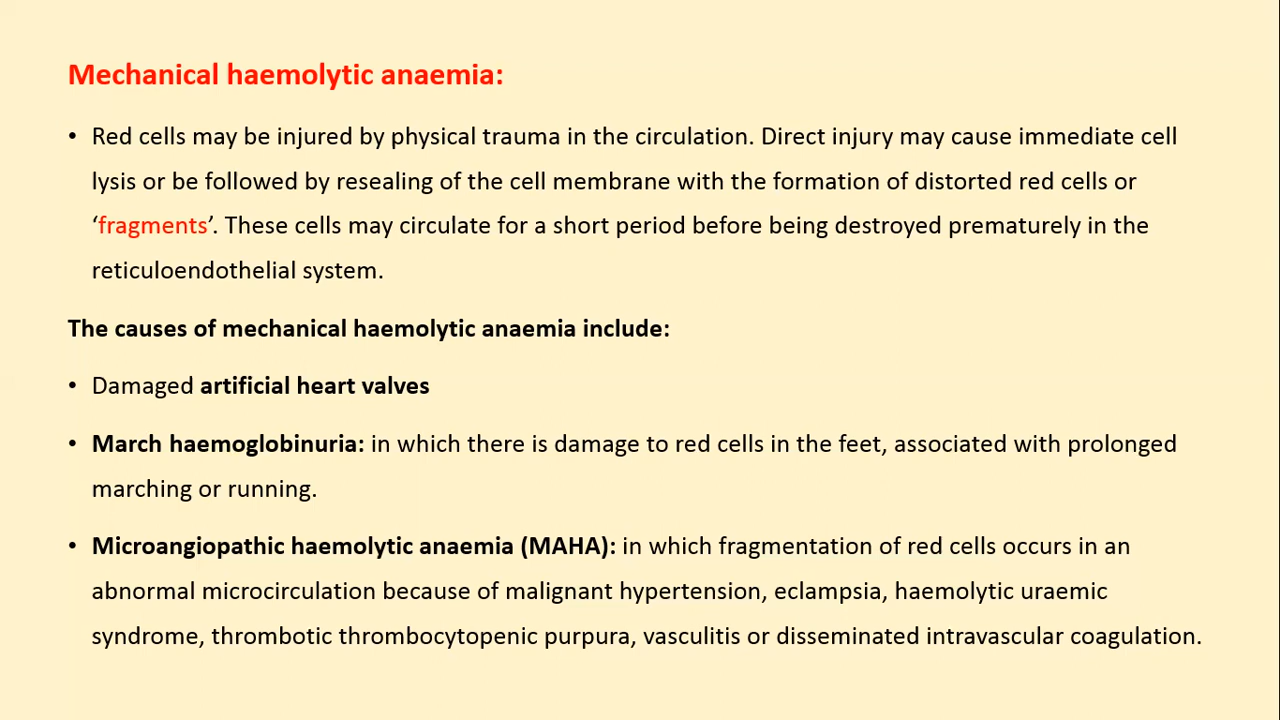 Mechanical haemolytic anaemia:
• Red cells may be injured by physical trauma in the circulation. Direct injury may cause immediate cell
lysis or be followed by resealing of the cell membrane with the formation of distorted red cells or
‘fragments’. These cells may circulate for a short period before being destroyed prematurely in the
reticuloendothelial system.
The causes of mechanical haemolytic anaemia include:
• Damaged artificial heart valves
• March haemoglobinuria: in which there is damage to red cells in the feet, associated with prolonged
marching or running.
• Microangiopathic haemolytic anaemia (MAHA): in which fragmentation of red cells occurs in an
abnormal microcirculation because of malignant hypertension, eclampsia, haemolytic uraemic
syndrome, thrombotic thrombocytopenic purpura, vasculitis or disseminated intravascular coagulation.